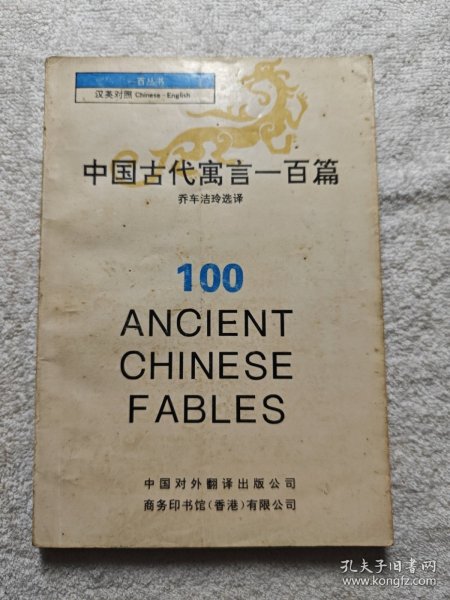 一百丛书
汉英对照 Chinese-English
中国古代寓言一百篇
乔车洁玲选译
100
ANCIENT
CHINESE
FABLES
中国对外翻译出版公司
商务印书馆(香港)有限公司
孔夫子旧书网
www.kongfz.com